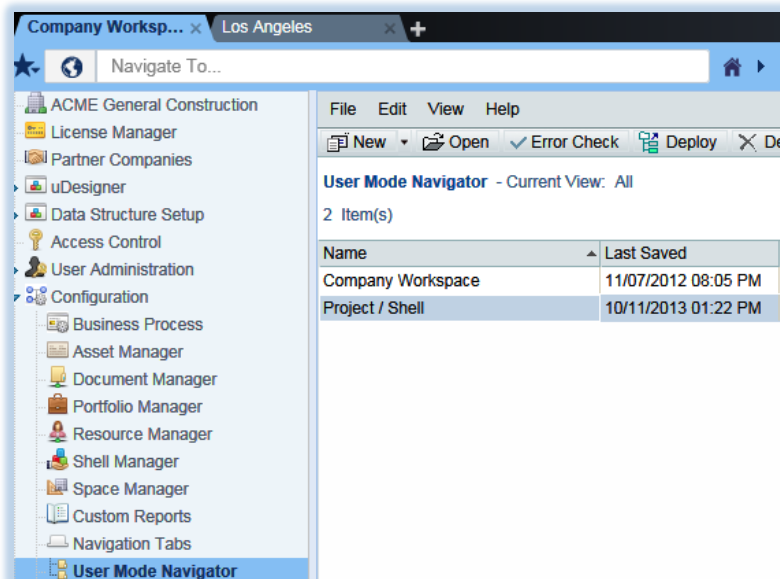 Company Worksp... × Los Angeles × +
Navigate To...
ACME General Construction
License Manager
Partner Companies
uDesigner
Data Structure Setup
Access Control
User Administration
Configuration
Business Process
Asset Manager
Document Manager
Portfolio Manager
Resource Manager
Shell Manager
Space Manager
Custom Reports
Navigation Tabs
User Mode Navigator
File Edit View Help
New Open Error Check Deploy De
User Mode Navigator - Current View: All
2 Item(s)
Name Last Saved
Company Workspace 11/07/2012 08:05 PM
Project / Shell 10/11/2013 01:22 PM